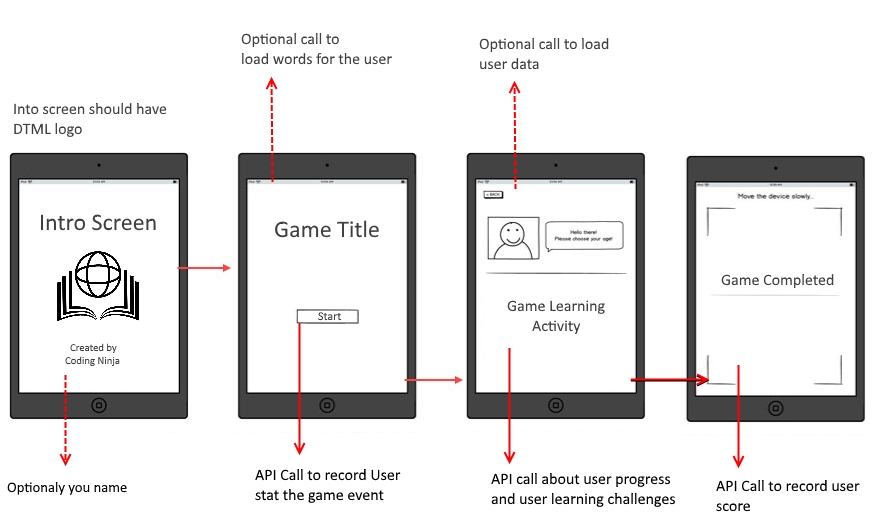 Optional call to
load words for the user
Optional call to load
user data
Into screen should have
DTML logo
Intro Screen
Created by
Coding Ninja
Optionaly you name
Game Title
Start
API Call to record User
stat the game event
< BACK
Hello there!
Please choose your age!
Game Learning
Activity
API call about user progress
and user learning challenges
Move the device slowly..
Game Completed
API Call to record user
score